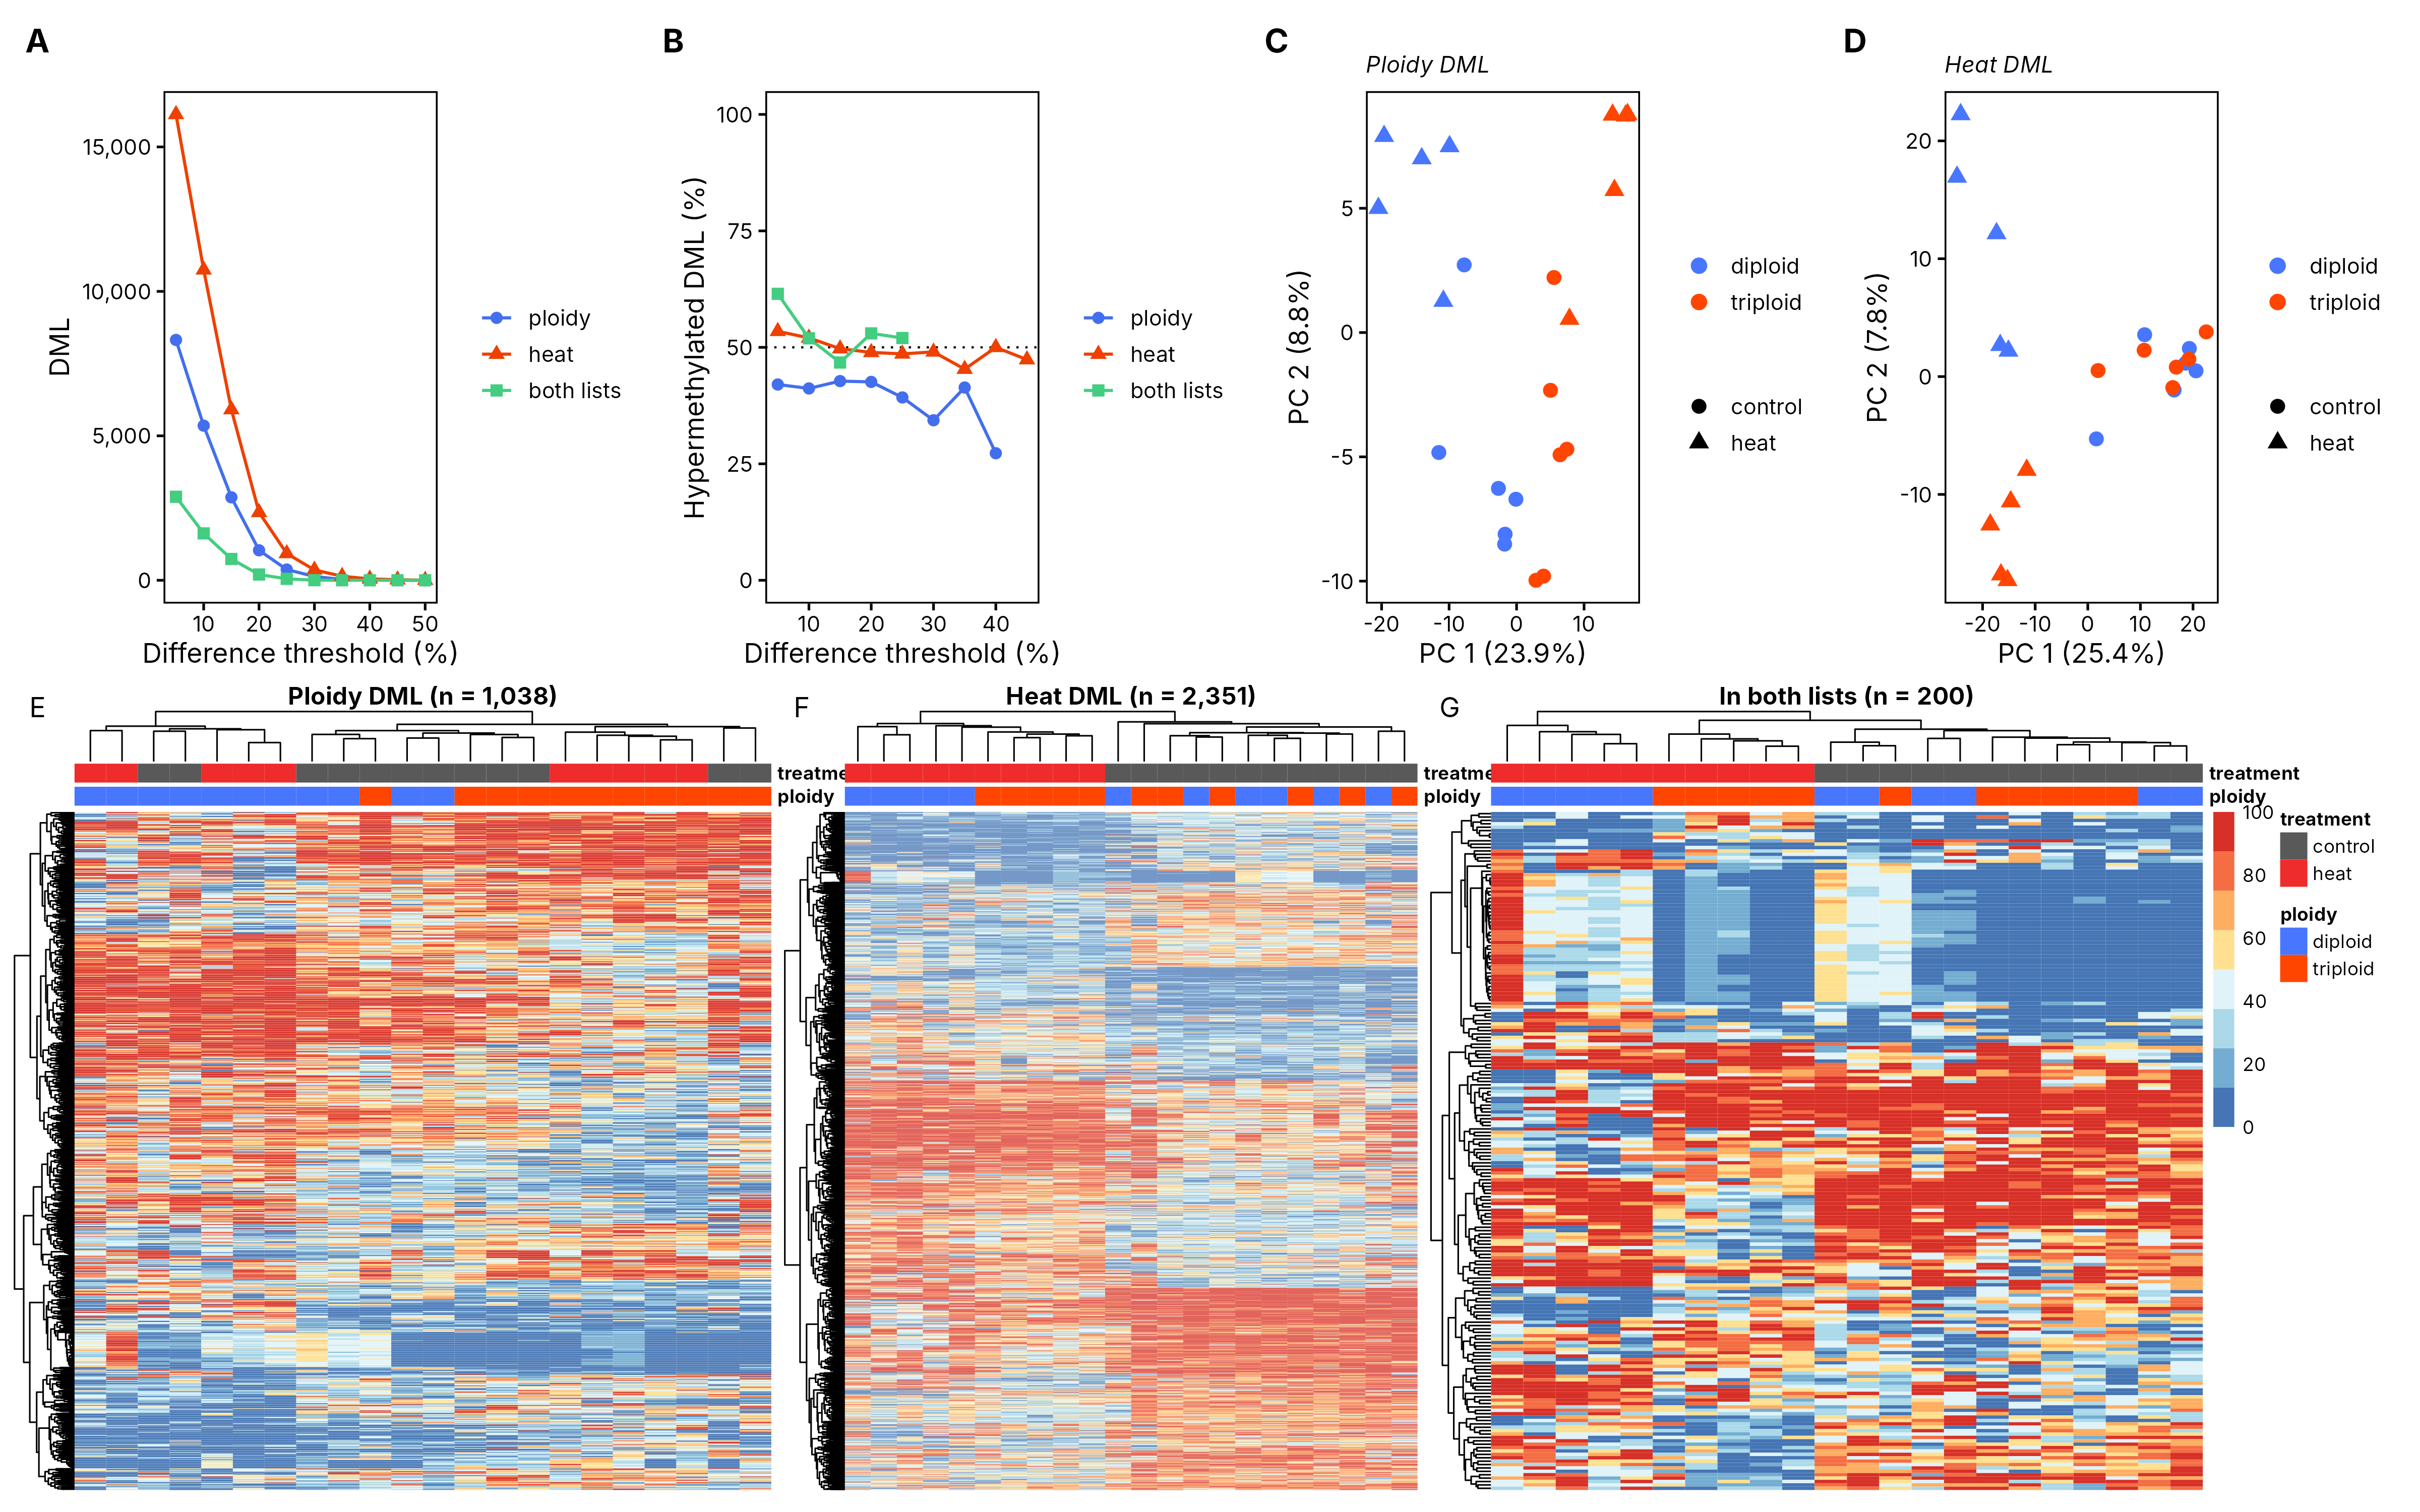 A
DML
15,000
10,000
5,000
0
10 20 30 40 50
Difference threshold (%)
ploidy
heat
both lists
B
Hypermethylated DML (%)
100
75
50
25
0
10 20 30 40
Difference threshold (%)
ploidy
heat
both lists
C
Ploidy DML
PC 2 (8.8%)
5
0
-5
-10
-20 -10 0 10
PC 1 (23.9%)
diploid
triploid
control
heat
D
Heat DML
PC 2 (7.8%)
20
10
0
-10
-20 -10 0 10 20
PC 1 (25.4%)
diploid
triploid
control
heat
E
Ploidy DML (n = 1,038)
treatme
ploidy
F
Heat DML (n = 2,351)
treatme
ploidy
G
In both lists (n = 200)
treatment
ploidy
100
80
60
40
20
0
treatment
control
heat
ploidy
diploid
triploid